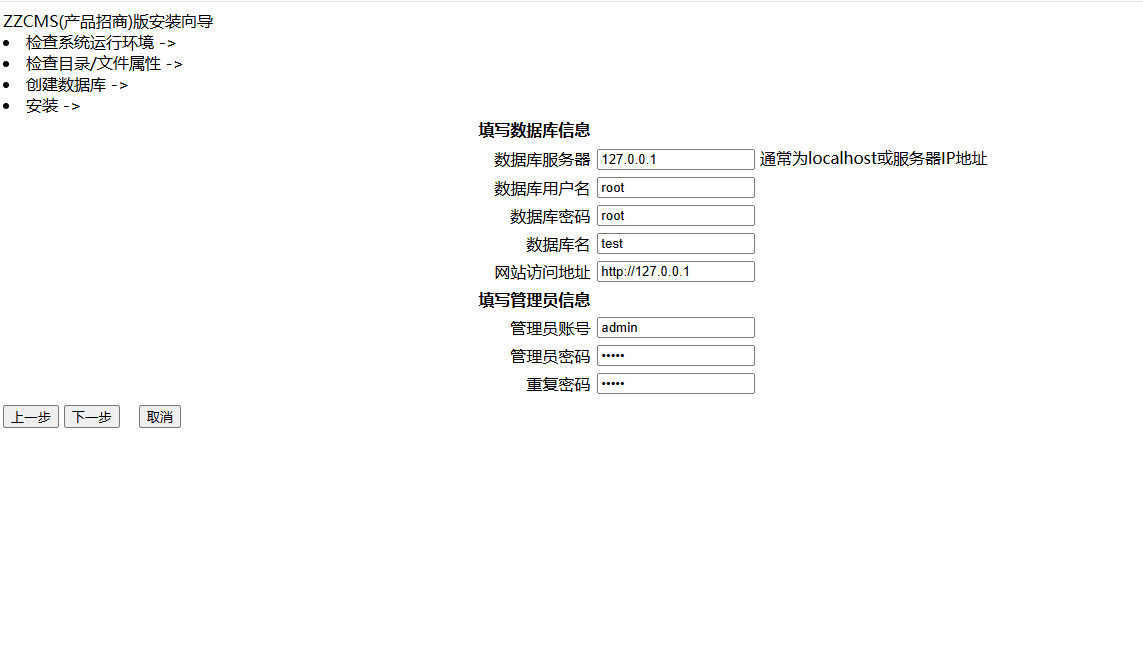 ZZCMS(产品招商)版安装向导
检查系统运行环境 ->
检查目录/文件属性 ->
创建数据库 ->
安装 ->
填写数据库信息
数据库服务器 127.0.0.1 通常为localhost或服务器IP地址
数据库用户名 root
数据库密码 root
数据库名 test
网站访问地址 http://127.0.0.1
填写管理员信息
管理员账号 admin
管理员密码 •••••
重复密码 •••••
上一步 下一步 取消